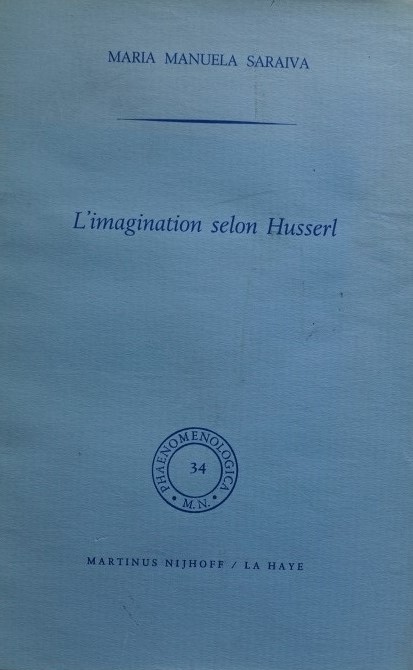 MARIA MANUELA SARAIVA
L'imagination selon Husserl
PHAENOMENOLOGICA
34
• M.N. •
MARTINUS NIJHOFF / LA HAYE